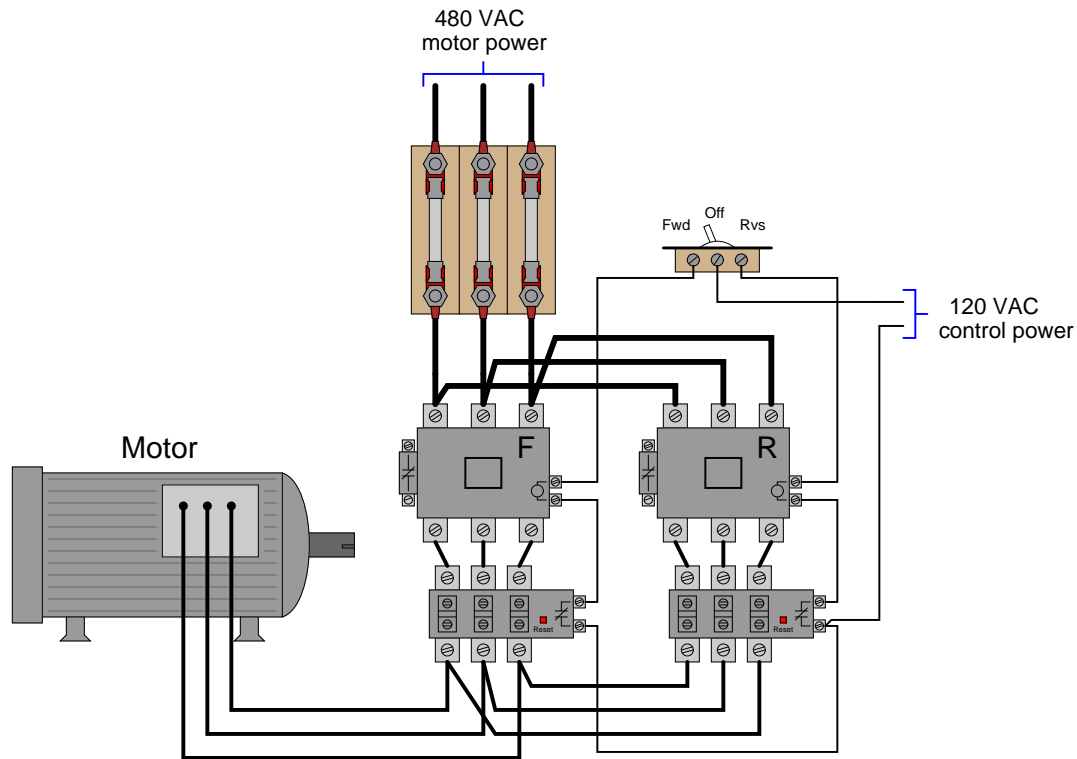 480 VAC
motor power
Off
Fwd
Rvs
120 VAC
control power
Motor
F
R
Reset
Reset